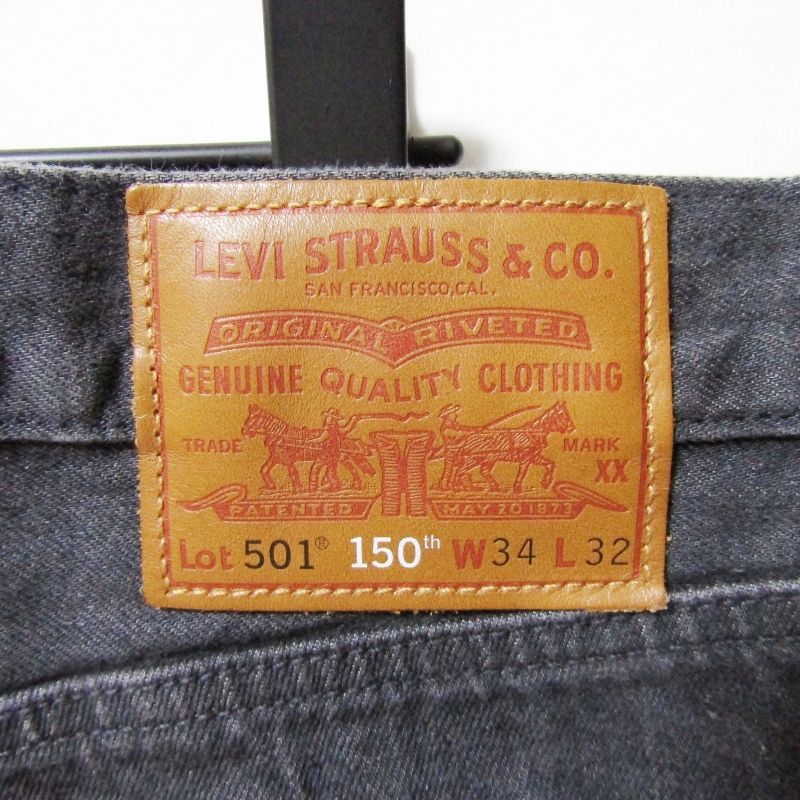 LEVI STRAUSS & CO.
SAN FRANCISCO, CAL.
ORIGINAL RIVETED
GENUINE QUALITY CLOTHING
TRADE MARK
XX
PATENTED MAY 20 1873
Lot 501® 150th W34 L 32